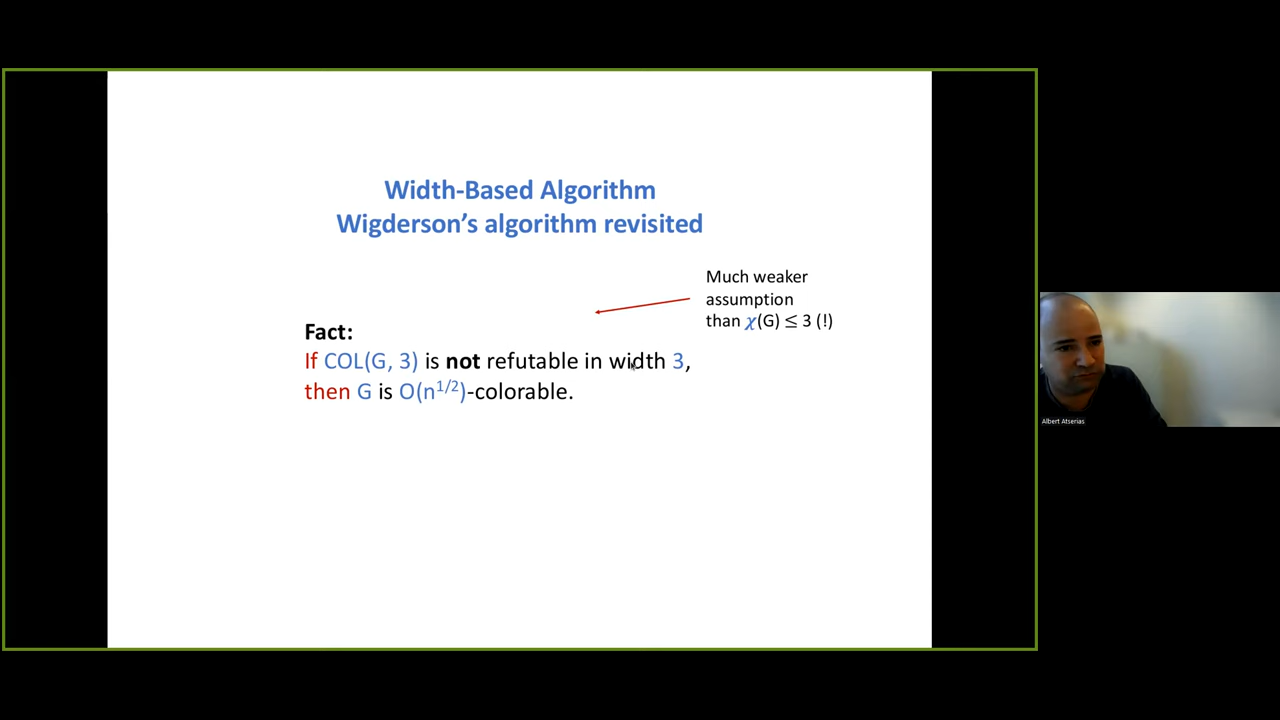 Width-Based Algorithm
Wigderson's algorithm revisited
Much weaker
assumption
than χ(G) ≤ 3 (!)
Fact:
If COL(G, 3) is not refutable in width 3,
then G is O(n^{1/2})-colorable.
Albert Atserias